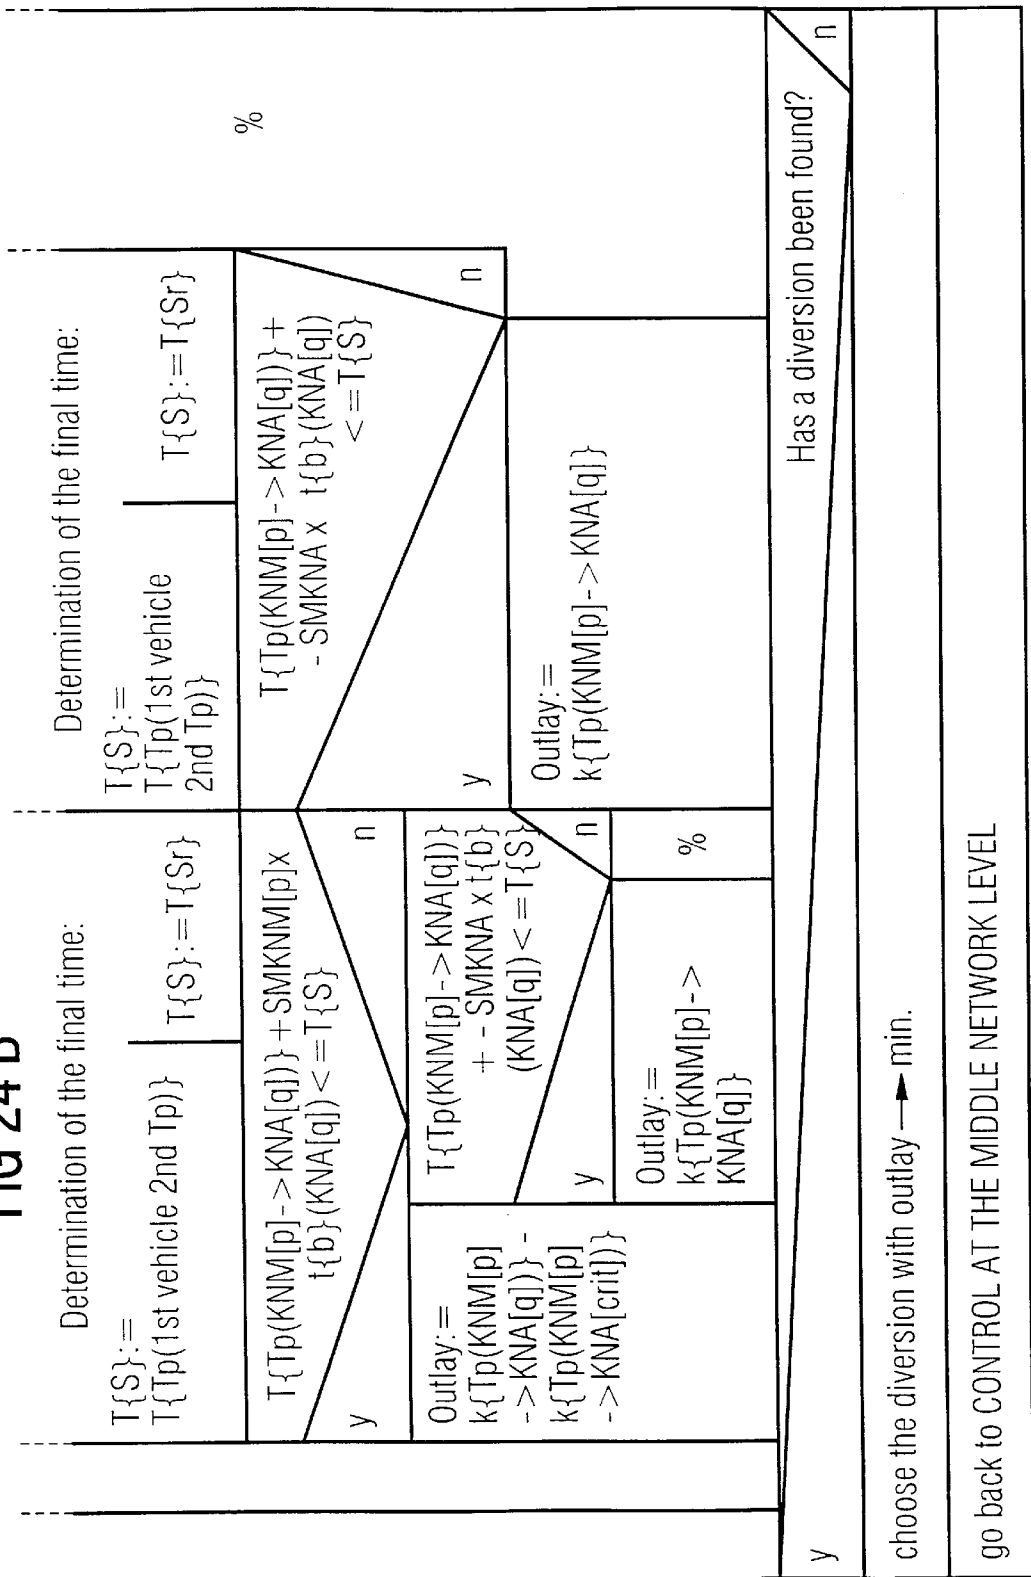 FIG 24 B
Determination of the final time:
T{S}:=
T{Tp(1st vehicle 2nd Tp)}
T{S}:=T{Sr}
T{Tp(KNM[p]->KNA[q])}+SMKNM[p]x
t{b}(KNA[q])<=T{S}
y
n
Outlay:=
k{Tp(KNM[p]
->KNA[q])}-
k{Tp(KNM[p]
->KNA[crit])}
T{Tp(KNM[p]->KNA[q])}
+ - SMKNA x t{b}
(KNA[q])<=T{S}
y
n
Outlay:=
k{Tp(KNM[p]->
KNA[q]}
%
Determination of the final time:
T{S}:=
T{Tp(1st vehicle
2nd Tp)}
T{S}:=T{Sr}
T{Tp(KNM[p]->KNA[q])}+
- SMKNA x t{b}(KNA[q])
<=T{S}
y
n
Outlay:=
k{Tp(KNM[p]->KNA[q]}
%
Has a diversion been found?
y
n
choose the diversion with outlay → min.
go back to CONTROL AT THE MIDDLE NETWORK LEVEL